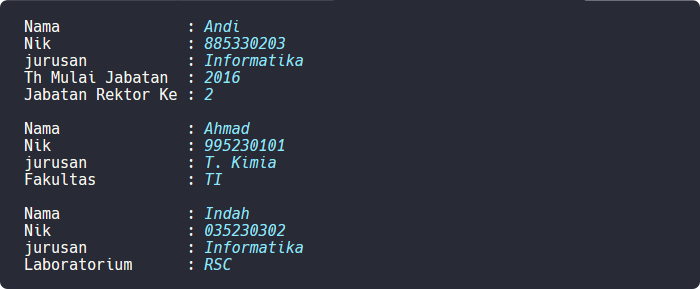 Nama : Andi
Nik : 885330203
jurusan : Informatika
Th Mulai Jabatan : 2016
Jabatan Rektor Ke : 2
Nama : Ahmad
Nik : 995230101
jurusan : T. Kimia
Fakultas : TI
Nama : Indah
Nik : 035230302
jurusan : Informatika
Laboratorium : RSC